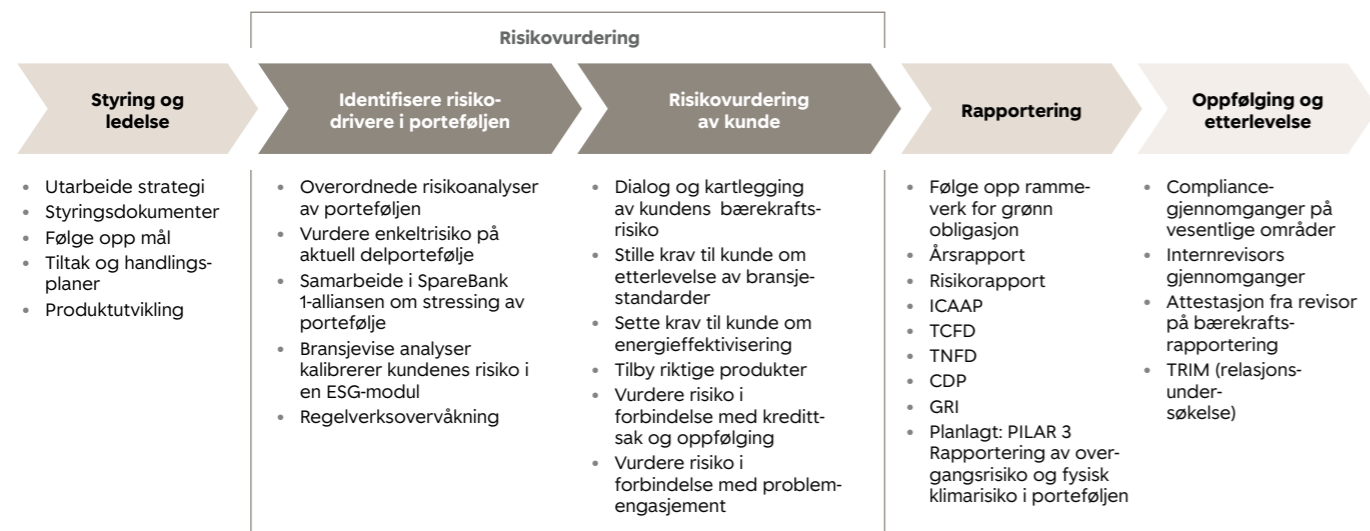 Risikovurdering
Styring og
ledelse
• Utarbeide strategi
• Styringsdokumenter
• Følge opp mål
• Tiltak og handlings-
planer
• Produktutvikling
Identifisere risiko-
drivere i porteføljen
• Overordnede risikoanalyser
av porteføljen
• Vurdere enkeltrisiko på
aktuell delportefølje
• Samarbeide i SpareBank
1-alliansen om stressing av
portefølje
• Bransjevise analyser
kalibrerer kundenes risiko i
en ESG-modul
• Regelverksovervåkning
Risikovurdering
av kunde
• Dialog og kartlegging
av kundens bærekrafts-
risiko
• Stille krav til kunde om
etterlevelse av bransje-
standarder
• Sette krav til kunde om
energieffektivisering
• Tilby riktige produkter
• Vurdere risiko i
forbindelse med kreditt-
sak og oppfølging
• Vurdere risiko i
forbindelse med problem-
engasjement
Rapportering
• Følge opp ramme-
verk for grønn
obligasjon
• Årsrapport
• Risikorapport
• ICAAP
• TCFD
• TNFD
• CDP
• GRI
• Planlagt: PILAR 3
Rapportering av over-
gangsrisiko og fysisk
klimarisiko i porteføljen
Oppfølging og
etterlevelse
• Compliance-
gjennomganger på
vesentlige områder
• Internrevisors
gjennomganger
• Attestasjon fra revisor
på bærekrafts-
rapportering
• TRIM (relasjons-
under-
søkelse)